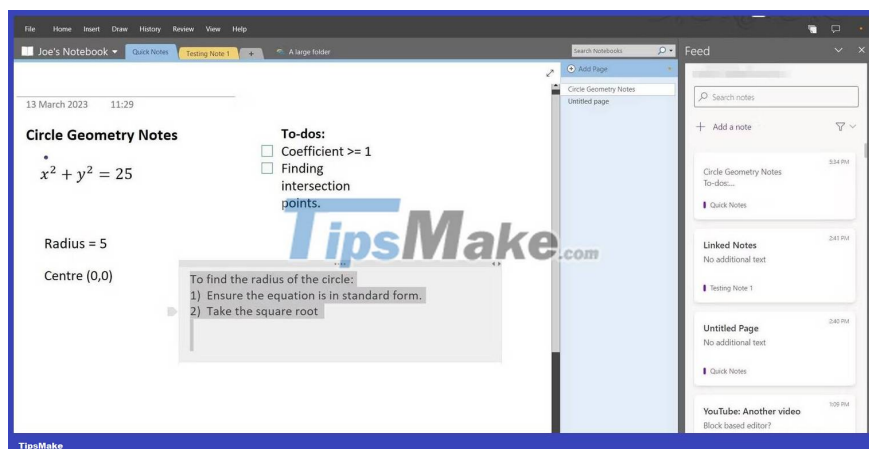 File Home Insert Draw History Review View Help
Joe's Notebook Quick Notes Testing Note 1 + A large folder
Search Notebooks
Feed
Add Page
Circle Geometry Notes
Untitled page
13 March 2023 11:29
Circle Geometry Notes
x² + y² = 25
Radius = 5
Centre (0,0)
To-dos:
Coefficient >= 1
Finding
intersection
points.
To find the radius of the circle:
1) Ensure the equation is in standard form.
2) Take the square root
TipsMake.com
Search notes
+ Add a note
5:34 PM
Circle Geometry Notes
To-dos:...
Quick Notes
2:41 PM
Linked Notes
No additional text
Testing Note 1
2:40 PM
Untitled Page
No additional text
Quick Notes
1:09 PM
YouTube: Another video
Block based editor?
TipsMake